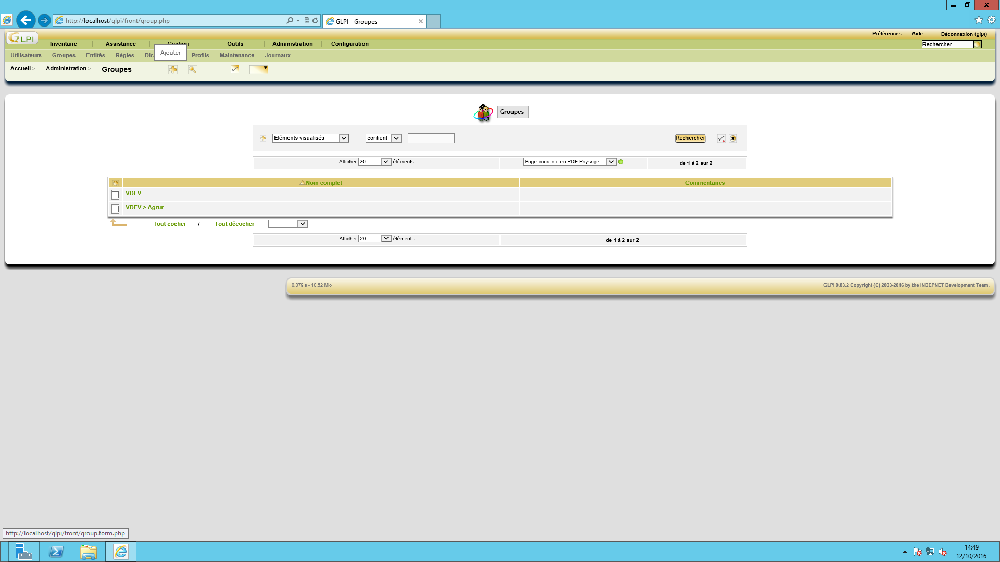 http://localhost/glpi/front/group.php
GLPI - Groupes
GLPI
Préférences Aide Déconnexion (glpi)
Inventaire Assistance Outils Administration Configuration
Rechercher
Utilisateurs Groupes Entités Règles Dic Profils Maintenance Journaux
Ajouter
Accueil > Administration > Groupes
Groupes
Éléments visualisés contient Rechercher
Afficher 20 éléments Page courante en PDF Paysage de 1 à 2 sur 2
Nom complet Commentaires
VDEV
VDEV > Agrur
Tout cocher / Tout décocher -----
Afficher 20 éléments de 1 à 2 sur 2
0.079 s - 10.52 Mio GLPI 0.83.2 Copyright (C) 2003-2016 by the INDEPNET Development Team.
http://localhost/glpi/front/group.form.php
14:49
12/10/2016